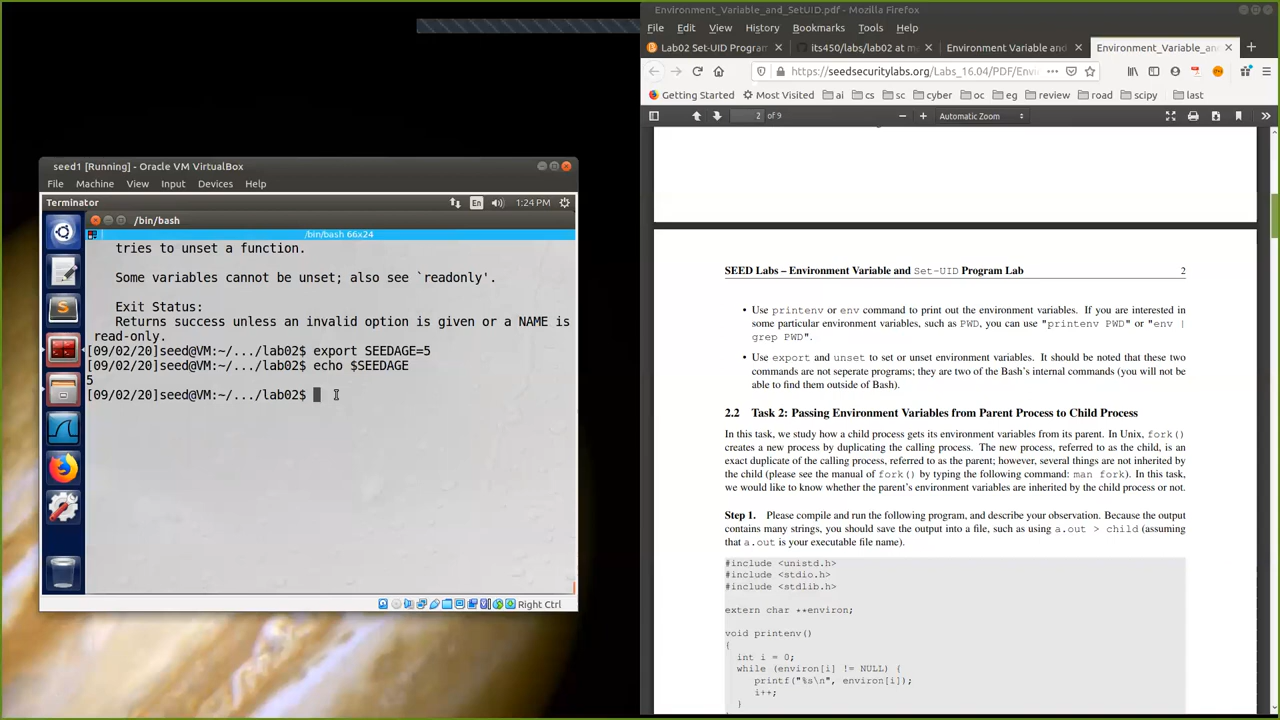 Environment_Variable_and_SetUID.pdf - Mozilla Firefox
File Edit View History Bookmarks Tools Help
Lab02 Set-UID Program
its450/labs/lab02 at m
Environment Variable and
Environment_Variable_an
https://seedsecuritylabs.org/Labs_16.04/PDF/Envi
Getting Started Most Visited ai cs sc cyber oc eg review road scipy last
2 of 9 Automatic Zoom
seed1 [Running] - Oracle VM VirtualBox
File Machine View Input Devices Help
Terminator En 1:24 PM
/bin/bash
/bin/bash 66x24
tries to unset a function.
Some variables cannot be unset; also see `readonly'.
Exit Status:
Returns success unless an invalid option is given or a NAME is
read-only.
[09/02/20]seed@VM:~/.../lab02$ export SEEDAGE=5
[09/02/20]seed@VM:~/.../lab02$ echo $SEEDAGE
5
[09/02/20]seed@VM:~/.../lab02$
Right Ctrl
SEED Labs – Environment Variable and Set-UID Program Lab 2
• Use printenv or env command to print out the environment variables. If you are interested in
some particular environment variables, such as PWD, you can use "printenv PWD" or "env |
grep PWD".
• Use export and unset to set or unset environment variables. It should be noted that these two
commands are not seperate programs; they are two of the Bash's internal commands (you will not be
able to find them outside of Bash).
2.2 Task 2: Passing Environment Variables from Parent Process to Child Process
In this task, we study how a child process gets its environment variables from its parent. In Unix, fork()
creates a new process by duplicating the calling process. The new process, referred to as the child, is an
exact duplicate of the calling process, referred to as the parent; however, several things are not inherited by
the child (please see the manual of fork() by typing the following command: man fork). In this task,
we would like to know whether the parent's environment variables are inherited by the child process or not.
Step 1. Please compile and run the following program, and describe your observation. Because the output
contains many strings, you should save the output into a file, such as using a.out > child (assuming
that a.out is your executable file name).
#include <unistd.h>
#include <stdio.h>
#include <stdlib.h>
extern char **environ;
void printenv()
{
int i = 0;
while (environ[i] != NULL) {
printf("%s\n", environ[i]);
i++;
}